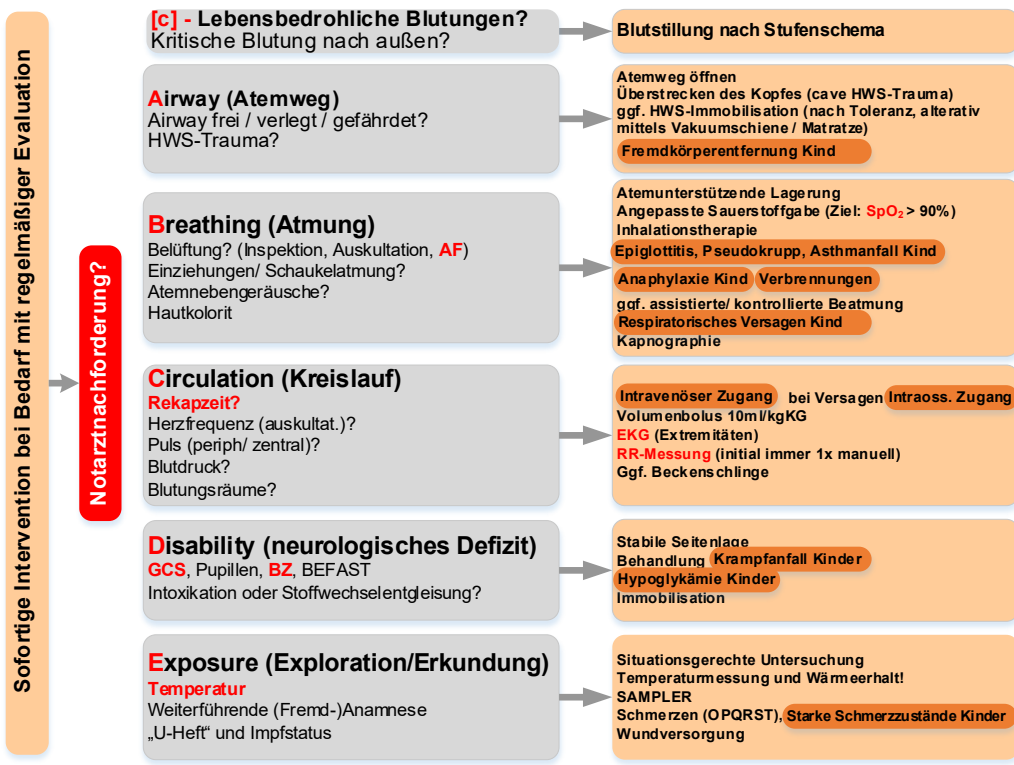 Sofortige Intervention bei Bedarf mit regelmäßiger Evaluation
Notarztnachforderung?
[c] - Lebensbedrohliche Blutungen?
Kritische Blutung nach außen?
Blutstillung nach Stufenschema
Airway (Atemweg)
Airway frei / verlegt / gefährdet?
HWS-Trauma?
Atemweg öffnen
Überstrecken des Kopfes (cave HWS-Trauma)
ggf. HWS-Immobilisation (nach Toleranz, alterativ
mittels Vakuumschiene / Matratze)
Fremdkörperentfernung Kind
Breathing (Atmung)
Belüftung? (Inspektion, Auskultation, AF)
Einziehungen/ Schaukelatmung?
Atemnebengeräusche?
Hautkolorit
Atemunterstützende Lagerung
Angepasste Sauerstoffgabe (Ziel: SpO₂ > 90%)
Inhalationstherapie
Epiglottitis, Pseudokrupp, Asthmanfall Kind
Anaphylaxie Kind Verbrennungen
ggf. assistierte/ kontrollierte Beatmung
Respiratorisches Versagen Kind
Kapnographie
Circulation (Kreislauf)
Rekapzeit?
Herzfrequenz (auskultat.)?
Puls (periph/ zentral)?
Blutdruck?
Blutungsräume?
Intravenöser Zugang bei Versagen Intraoss. Zugang
Volumenbolus 10ml/kgKG
EKG (Extremitäten)
RR-Messung (initial immer 1x manuell)
Ggf. Beckenschlinge
Disability (neurologisches Defizit)
GCS, Pupillen, BZ, BEFAST
Intoxikation oder Stoffwechselentgleisung?
Stabile Seitenlage
Behandlung Krampfanfall Kinder
Hypoglykämie Kinder
Immobilisation
Exposure (Exploration/Erkundung)
Temperatur
Weiterführende (Fremd-)Anamnese
„U-Heft“ und Impfstatus
Situationsgerechte Untersuchung
Temperaturmessung und Wärmeerhalt!
SAMPLER
Schmerzen (OPQRST), Starke Schmerzzustände Kinder
Wundversorgung